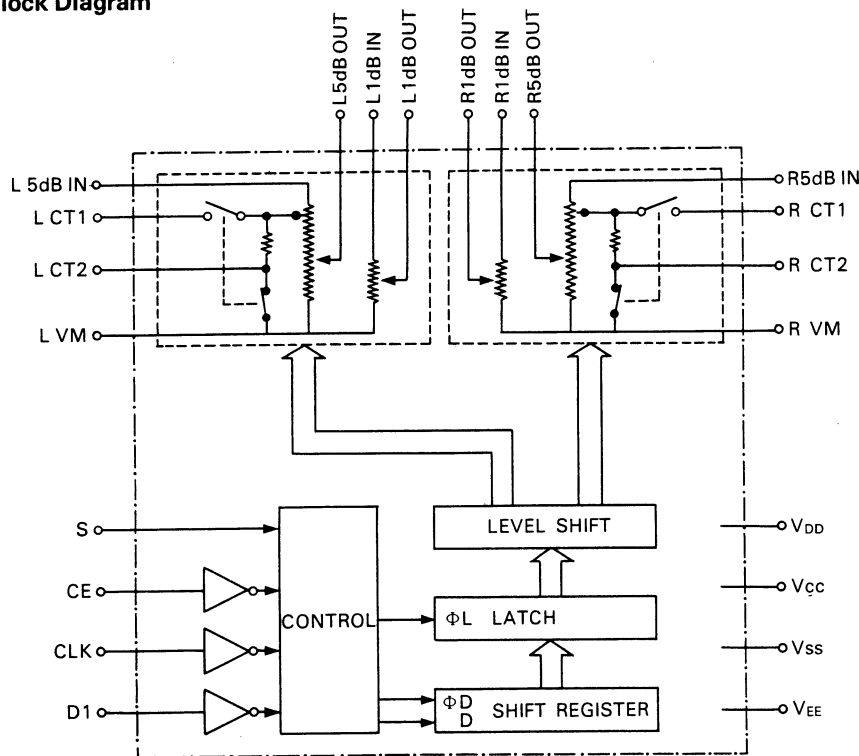 lock Diagram
L5dB OUT
L1dB IN
L1dB OUT
R1dB OUT
R1dB IN
R5dB OUT
L 5dB IN
L CT1
L CT2
L VM
R5dB IN
R CT1
R CT2
R VM
S
CE
CLK
D1
CONTROL
LEVEL SHIFT
ΦL LATCH
ΦD
D
SHIFT REGISTER
VDD
VCC
VSS
VEE